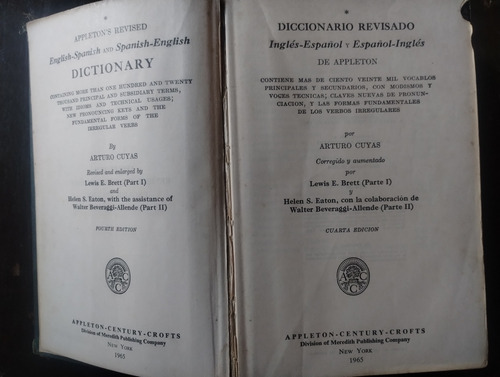 APPLETON'S REVISED
English-Spanish AND Spanish-English
DICTIONARY
CONTAINING MORE THAN ONE HUNDRED AND TWENTY
THOUSAND PRINCIPAL AND SUBSIDIARY TERMS,
WITH IDIOMS AND TECHNICAL USAGES;
NEW PRONOUNCING KEYS AND THE
FUNDAMENTAL FORMS OF THE
IRREGULAR VERBS
By
ARTURO CUYAS
Revised and enlarged by
Lewis E. Brett (Part I)
and
Helen S. Eaton, with the assistance of
Walter Beveraggi-Allende (Part II)
FOURTH EDITION
A C C
APPLETON-CENTURY-CROFTS
Division of Meredith Publishing Company
NEW YORK
1965
DICCIONARIO REVISADO
Inglés-Español Y Español-Inglés
DE APPLETON
CONTIENE MAS DE CIENTO VEINTE MIL VOCABLOS
PRINCIPALES Y SECUNDARIOS, CON MODISMOS Y
VOCES TECNICAS; CLAVES NUEVAS DE PRONUN-
CIACION, Y LAS FORMAS FUNDAMENTALES
DE LOS VERBOS IRREGULARES
por
ARTURO CUYAS
Corregido y aumentado
por
Lewis E. Brett (Parte I)
y
Helen S. Eaton, con la colaboración de
Walter Beveraggi-Allende (Parte II)
CUARTA EDICION
A C C
APPLETON-CENTURY-CROFTS
Division of Meredith Publishing Company
NEW YORK
1965